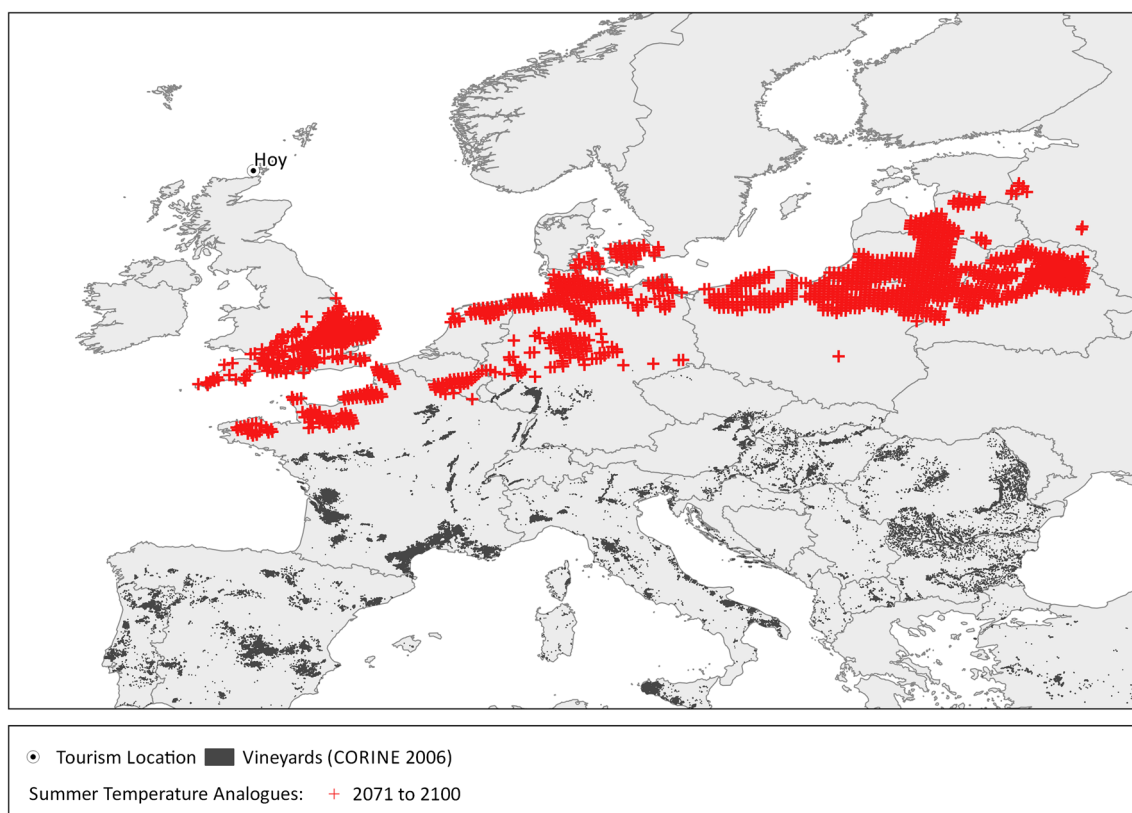 Hoy
Tourism Location Vineyards (CORINE 2006)
Summer Temperature Analogues: + 2071 to 2100